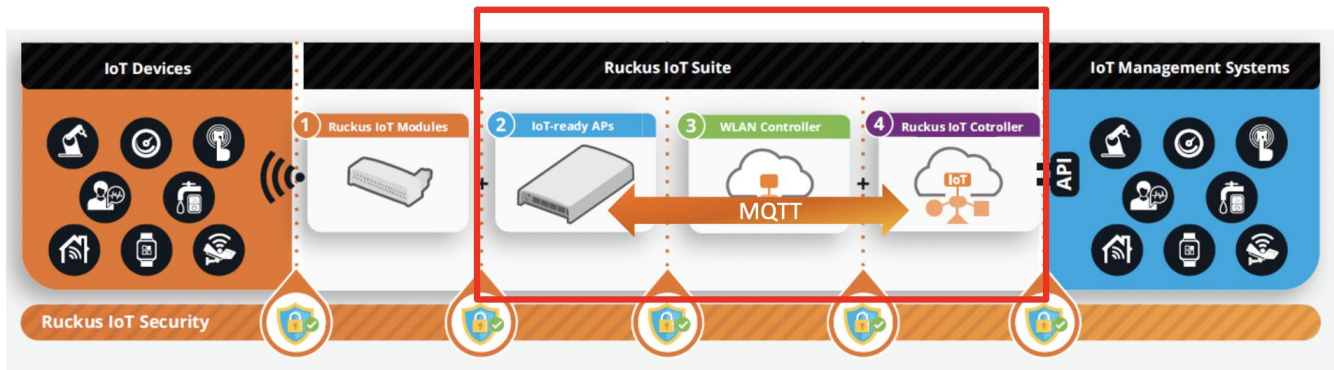 IoT Devices
Ruckus IoT Suite
IoT Management Systems
1 Ruckus IoT Modules
2 IoT-ready APs
3 WLAN Controller
4 Ruckus IoT Cotroller
+
+
IoT
MQTT
API
Ruckus IoT Security